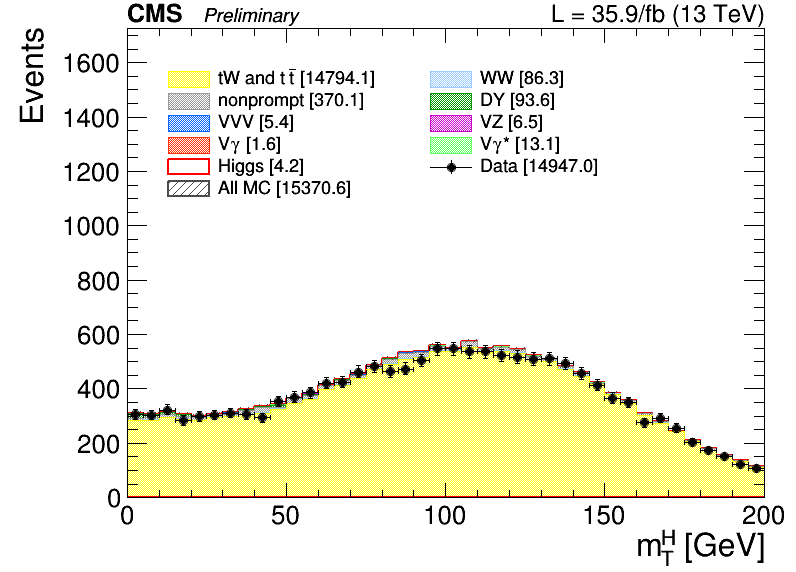 CMS Preliminary L = 35.9/fb (13 TeV)
Events
1600
1400
1200
1000
800
600
400
200
0
tW and t t̅ [14794.1]
nonprompt [370.1]
VVV [5.4]
Vγ [1.6]
Higgs [4.2]
All MC [15370.6]
WW [86.3]
DY [93.6]
VZ [6.5]
Vγ* [13.1]
Data [14947.0]
0 50 100 150 200
m_T^H [GeV]